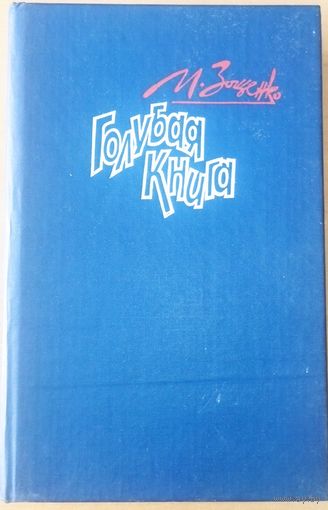 М. Зощенко
Голубая
Книга